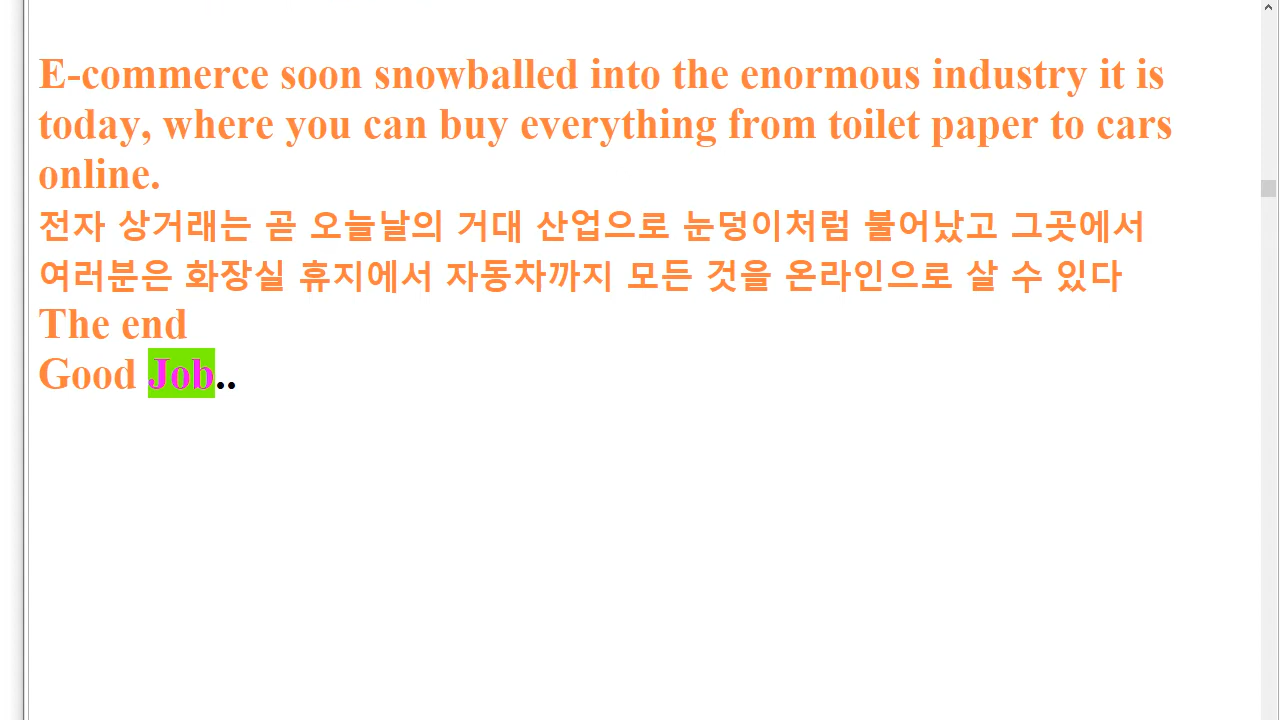 E-commerce soon snowballed into the enormous industry it is
today, where you can buy everything from toilet paper to cars
online.
전자 상거래는 곧 오늘날의 거대 산업으로 눈덩이처럼 불어났고 그곳에서
여러분은 화장실 휴지에서 자동차까지 모든 것을 온라인으로 살 수 있다
The end
Good Job..